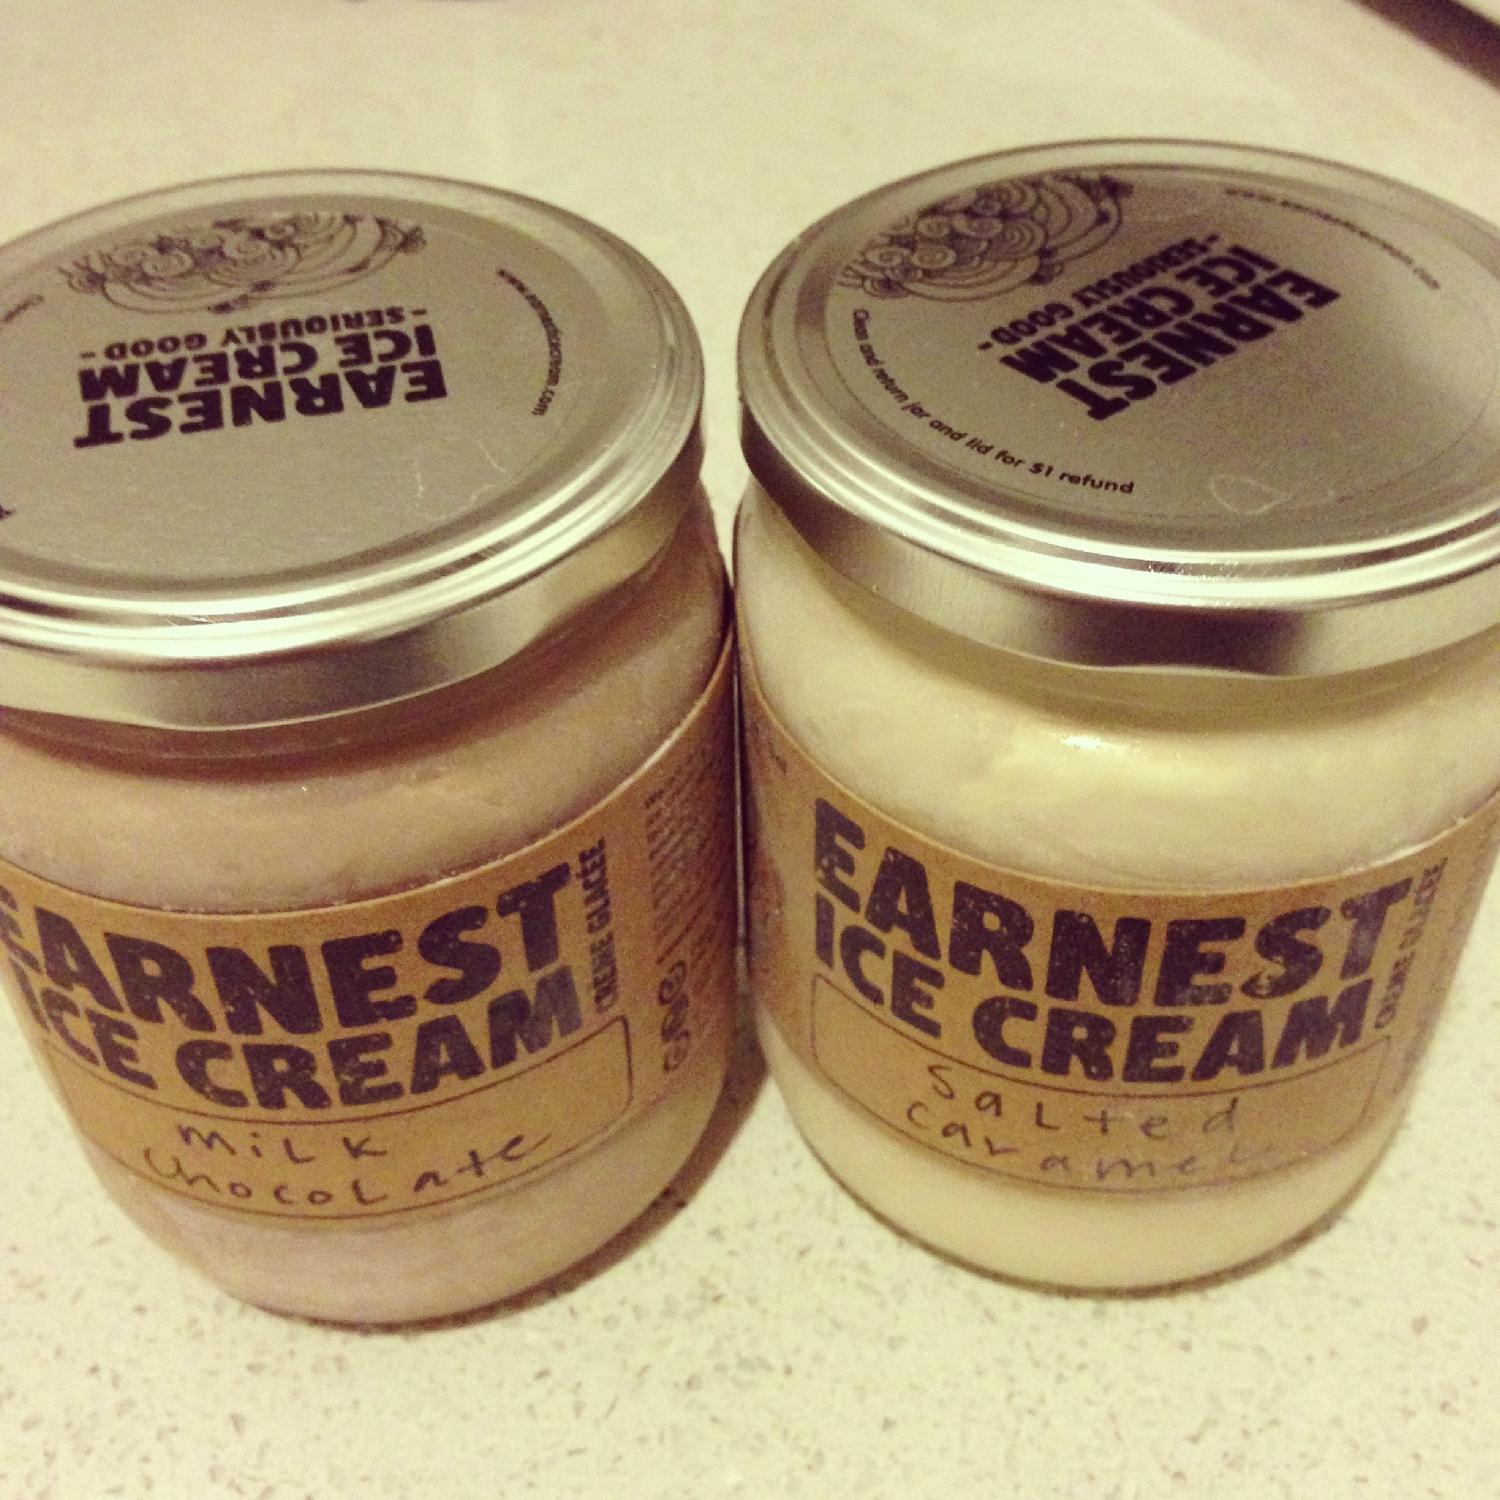 EARNEST
ICE CREAM
-SERIOUSLY GOOD-
EARNEST
ICE CREAM
-SERIOUSLY GOOD-
Clean and return jar and lid for $1 refund
EARNEST
ICE CREAM
CRÈME GLACÉE
milk
chocolate
EARNEST
ICE CREAM
CRÈME GLACÉE
salted
caramel